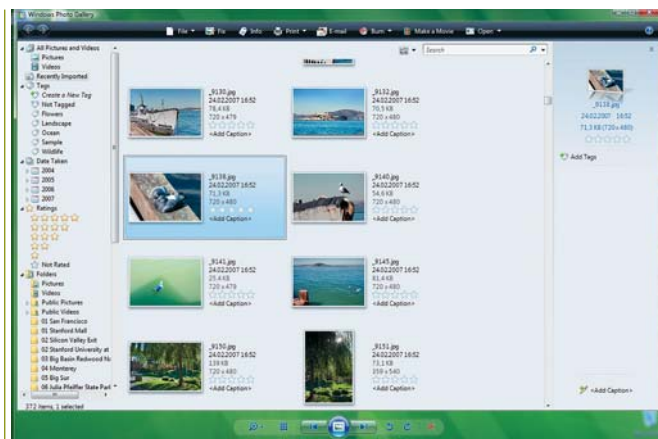 Windows Photo Gallery
File Fix Info Print E-mail Burn Make a Movie Open
All Pictures and Videos
Pictures
Videos
Recently Imported
Tags
Create a New Tag
Not Tagged
Flowers
Landscape
Ocean
Sample
Wildlife
Date Taken
2004
2005
2006
2007
Ratings
Not Rated
Folders
Pictures
Videos
Public Pictures
Public Videos
01 San Francisco
01 Stanford Mall
02 Silicon Valley Exit
02 Stanford University at
03 Big Basin Redwood Na
04 Monterey
05 Big Sur
06 Julia Pfeiffer State Parl
372 items, 1 selected
Search
_9130.jpg
24.02.2007 16:52
78,4 KB
720 x 479
<Add Caption>
_9132.jpg
24.02.2007 16:52
70,5 KB
720 x 480
<Add Caption>
_9138.jpg
24.02.2007 16:52
71,3 KB
720 x 480
<Add Caption>
_9140.jpg
24.02.2007 16:52
54,6 KB
720 x 480
<Add Caption>
_9141.jpg
24.02.2007 16:52
25,4 KB
720 x 479
<Add Caption>
_9145.jpg
24.02.2007 16:52
61,4 KB
720 x 480
<Add Caption>
_9150.jpg
24.02.2007 16:52
139 KB
720 x 480
<Add Caption>
_9151.jpg
24.02.2007 16:52
73,1 KB
359 x 540
<Add Caption>
_9138.jpg
24.02.2007 16:52
71,3 KB (720 x 480)
Add Tags
<Add Caption>